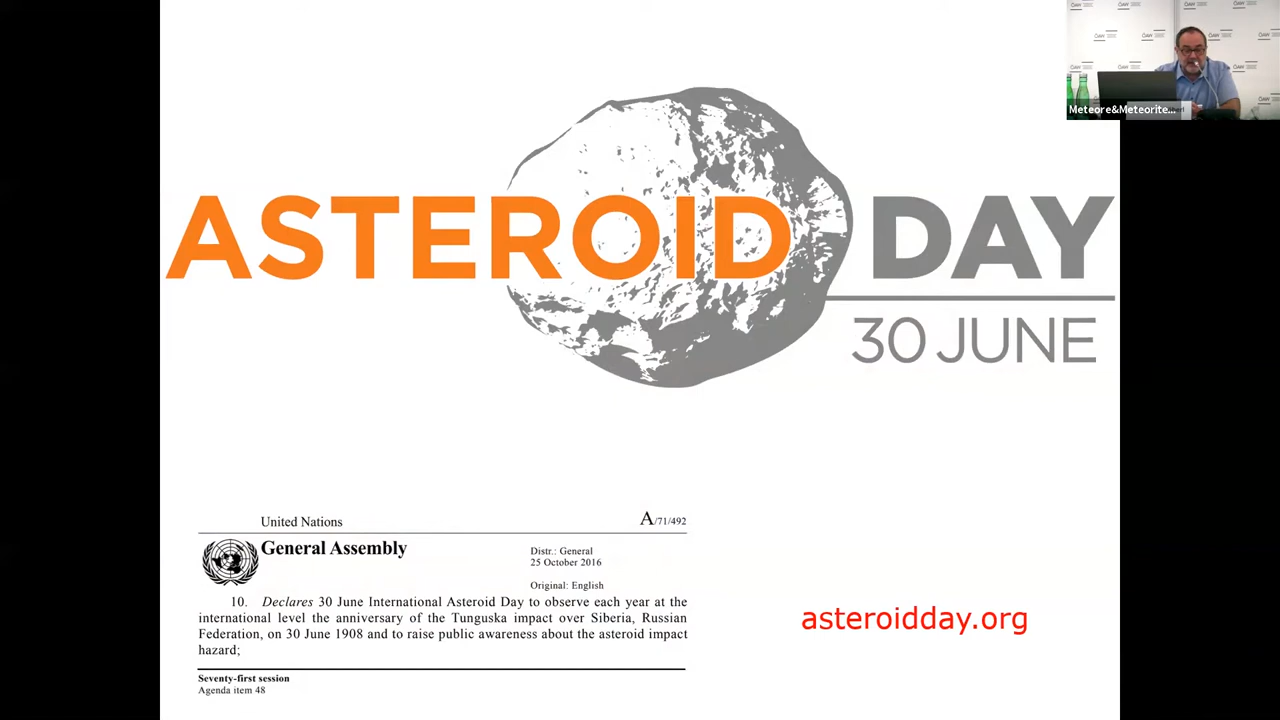 ASTEROID DAY
30 JUNE
Meteore&Meteorite...
United Nations
A/71/492
General Assembly
Distr.: General
25 October 2016
Original: English
10. Declares 30 June International Asteroid Day to observe each year at the
international level the anniversary of the Tunguska impact over Siberia, Russian
Federation, on 30 June 1908 and to raise public awareness about the asteroid impact
hazard;
Seventy-first session
Agenda item 48
asteroidday.org